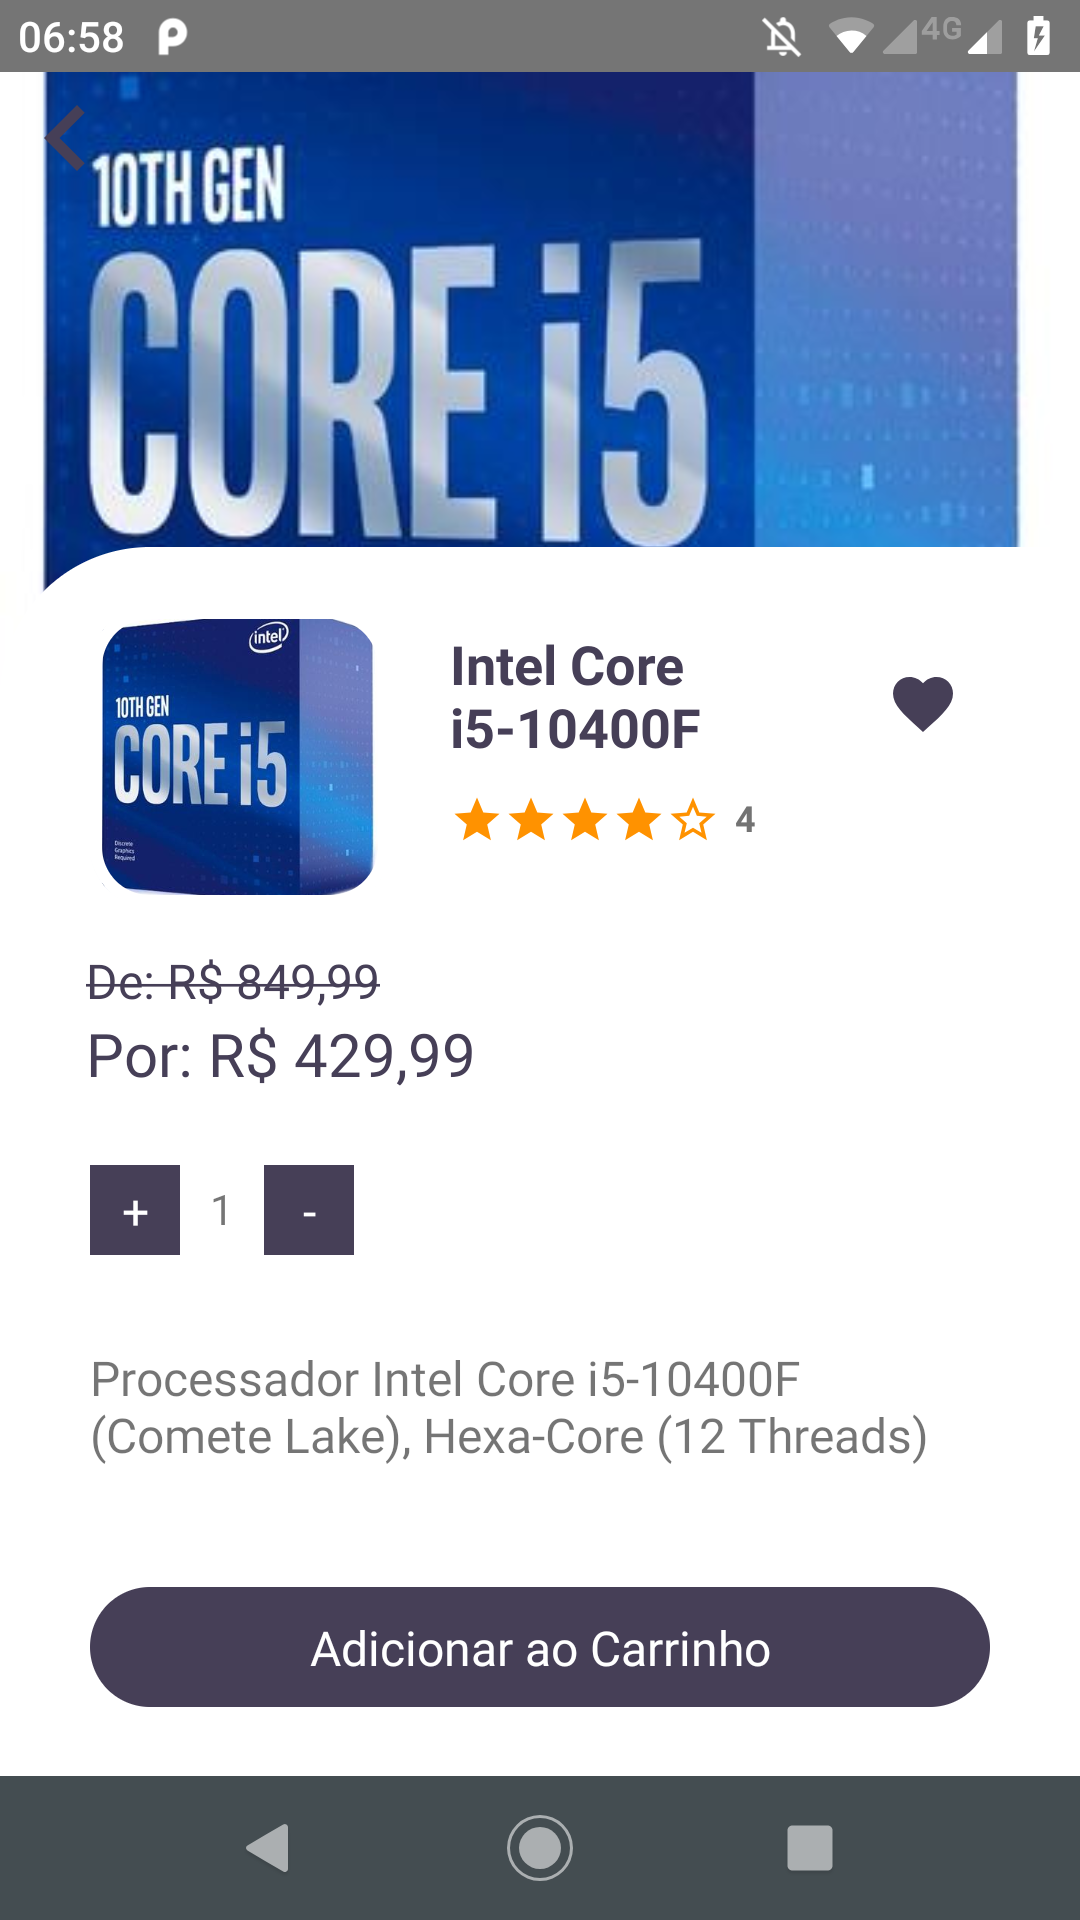 06:58
4G
10TH GEN
CORE i5
intel
10TH GEN
CORE i5
Discrete
Graphics
Required
Intel Core
i5-10400F
4
De: R$ 849,99
Por: R$ 429,99
+ 1 -
Processador Intel Core i5-10400F
(Comete Lake), Hexa-Core (12 Threads)
Adicionar ao Carrinho